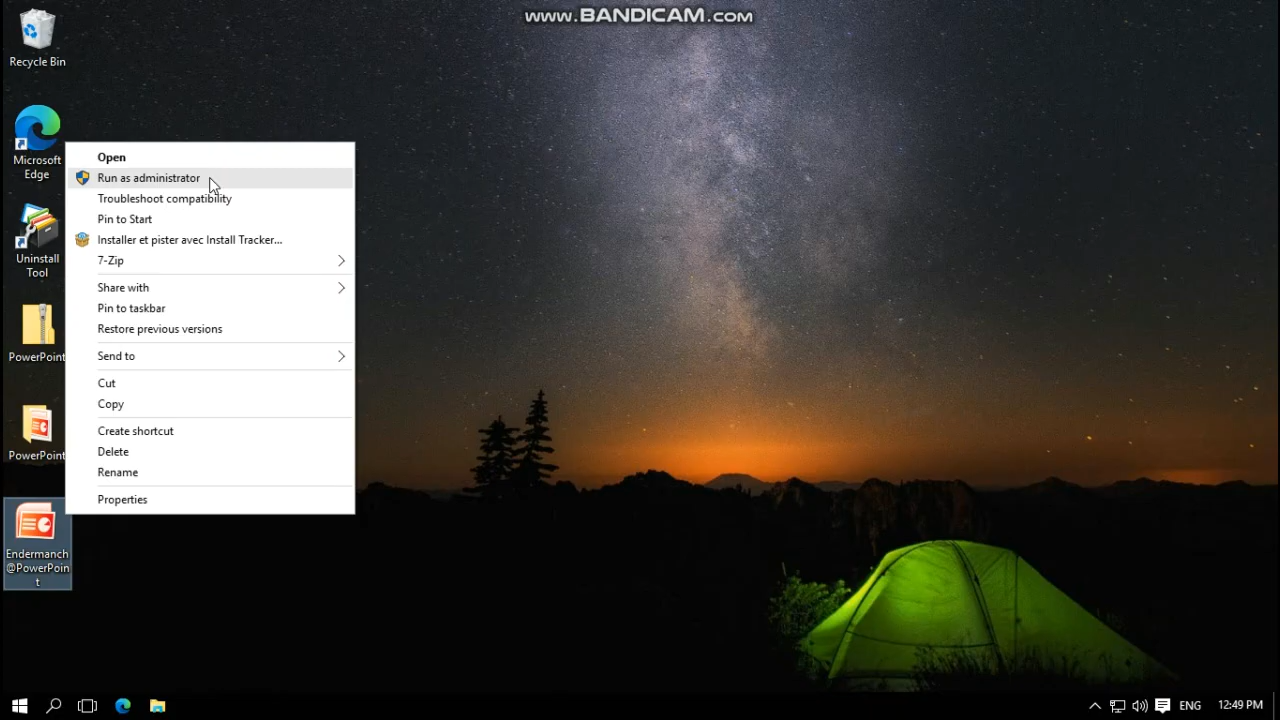 www.BANDICAM.com
Recycle Bin
Microsoft
Edge
Uninstall
Tool
PowerPoint
PowerPoint
Endermanch
@PowerPoin
t
Open
Run as administrator
Troubleshoot compatibility
Pin to Start
Installer et pister avec Install Tracker...
7-Zip
Share with
Pin to taskbar
Restore previous versions
Send to
Cut
Copy
Create shortcut
Delete
Rename
Properties
ENG
12:49 PM